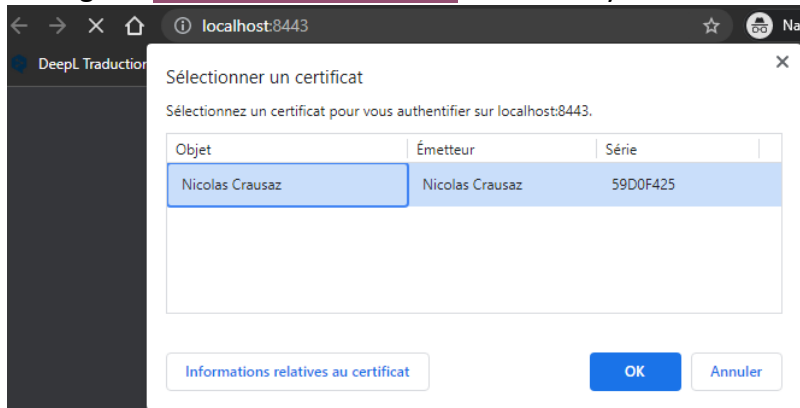 localhost:8443
Na
DeepL Traduction
Sélectionner un certificat
Sélectionnez un certificat pour vous authentifier sur localhost:8443.
Objet Émetteur Série
Nicolas Crausaz Nicolas Crausaz 59D0F425
Informations relatives au certificat OK Annuler